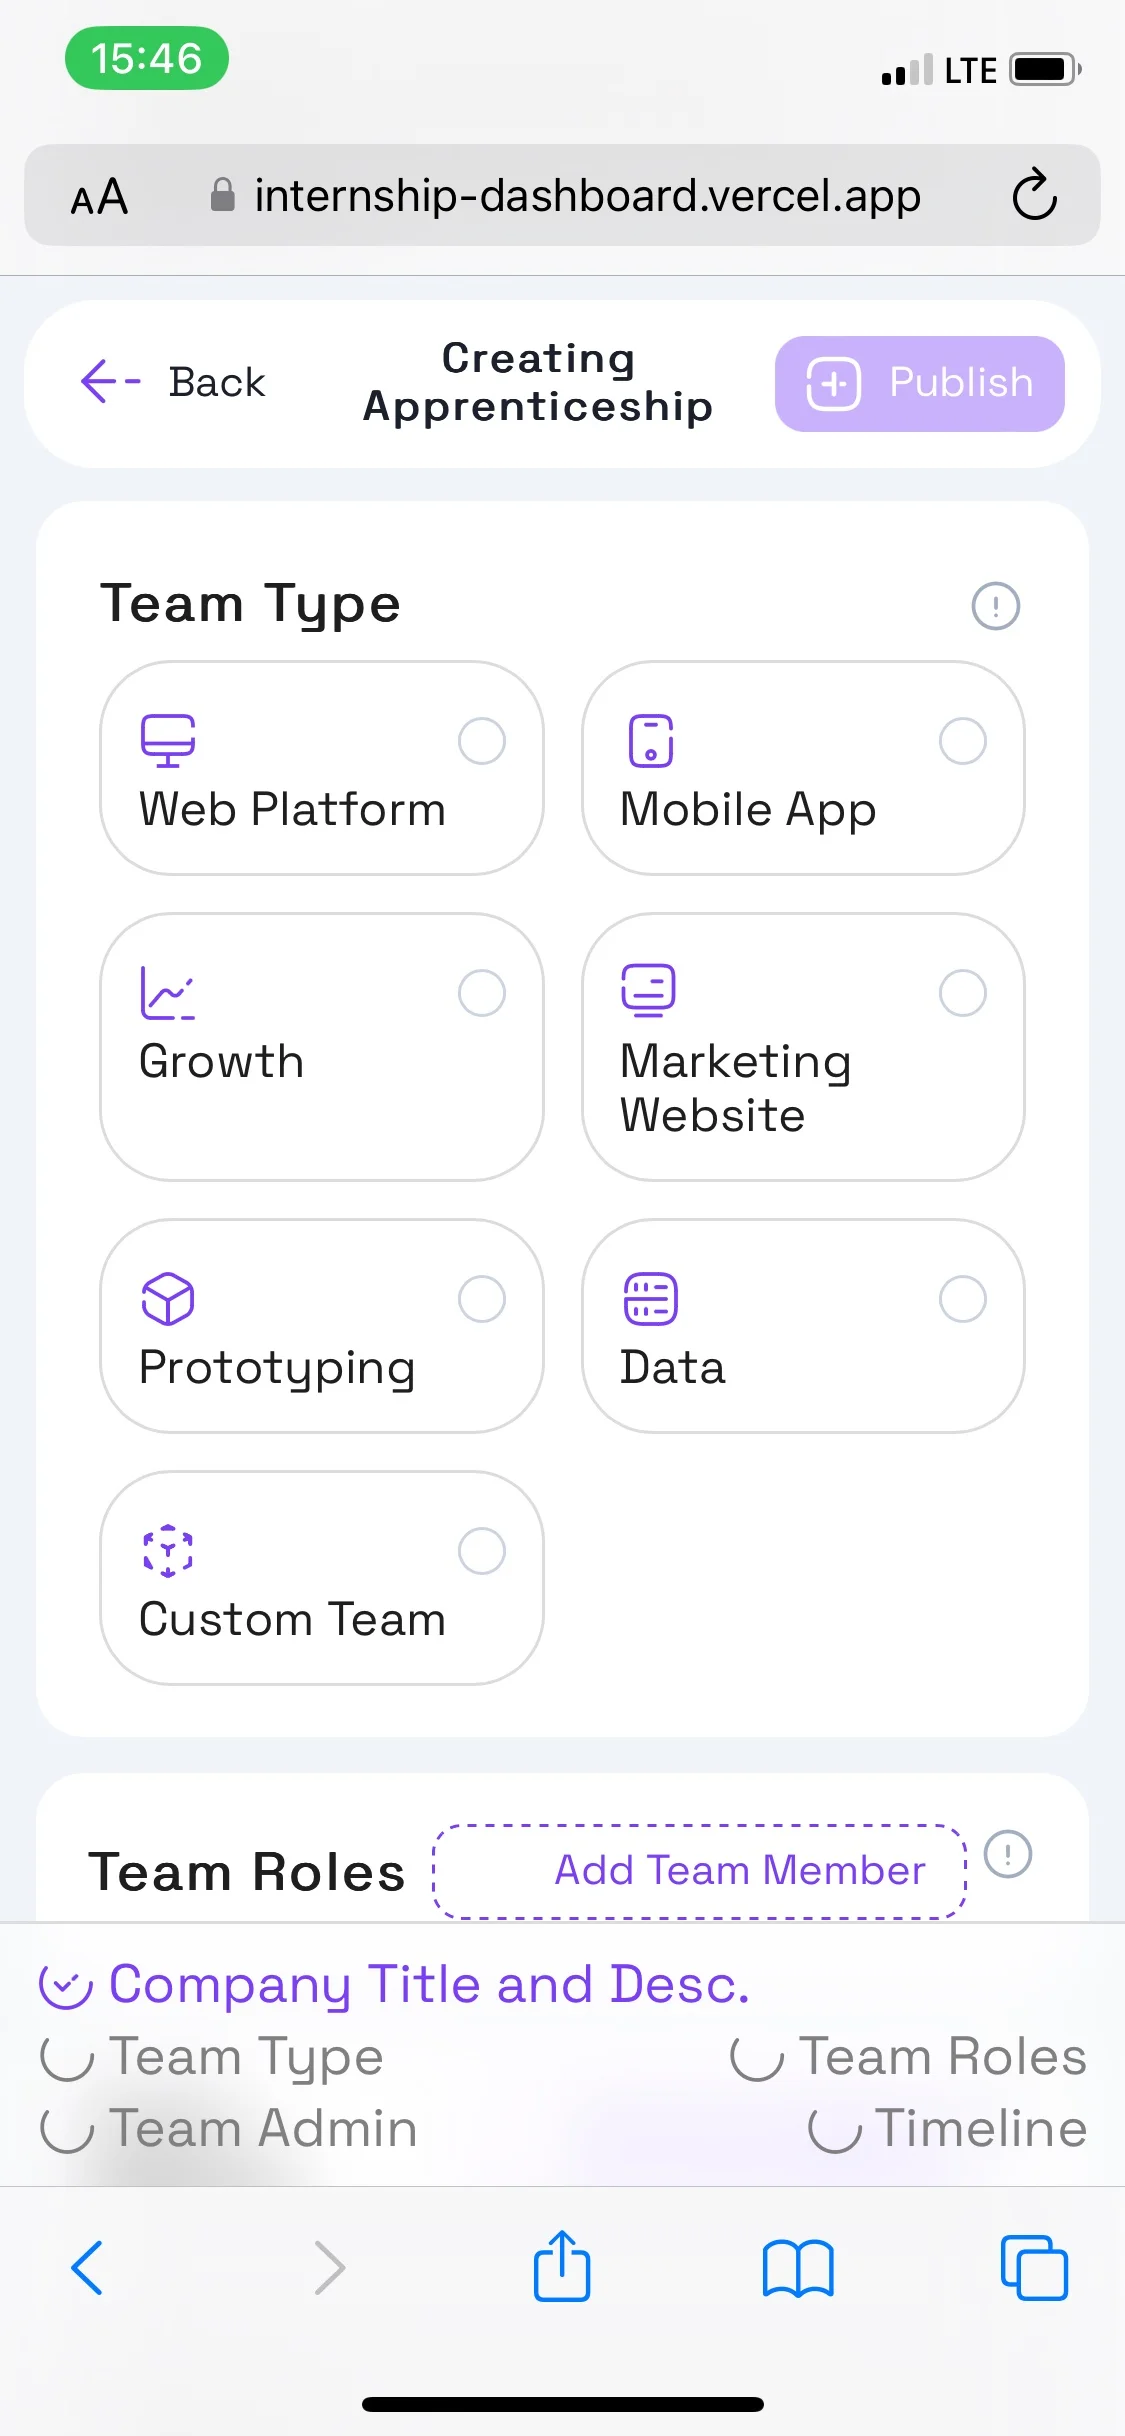 15:46
LTE
AA
internship-dashboard.vercel.app
Back
Creating
Apprenticeship
Publish
Team Type
Web Platform
Mobile App
Growth
Marketing
Website
Prototyping
Data
Custom Team
Team Roles
Add Team Member
Company Title and Desc.
Team Type
Team Roles
Team Admin
Timeline